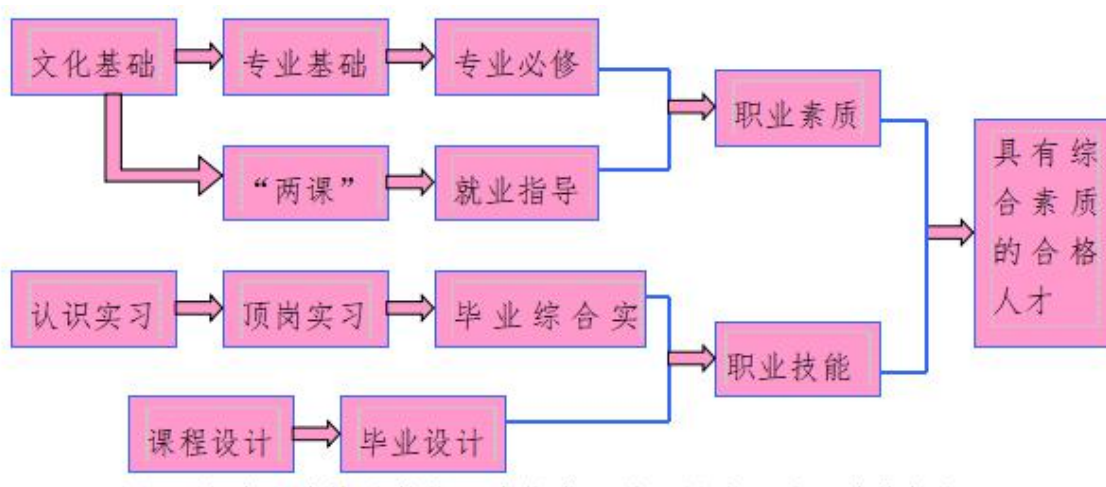 文化基础
专业基础
专业必修
职业素质
“两课”
就业指导
具有综
合素质
的合格
人才
认识实习
顶岗实习
毕业综合实
职业技能
课程设计
毕业设计